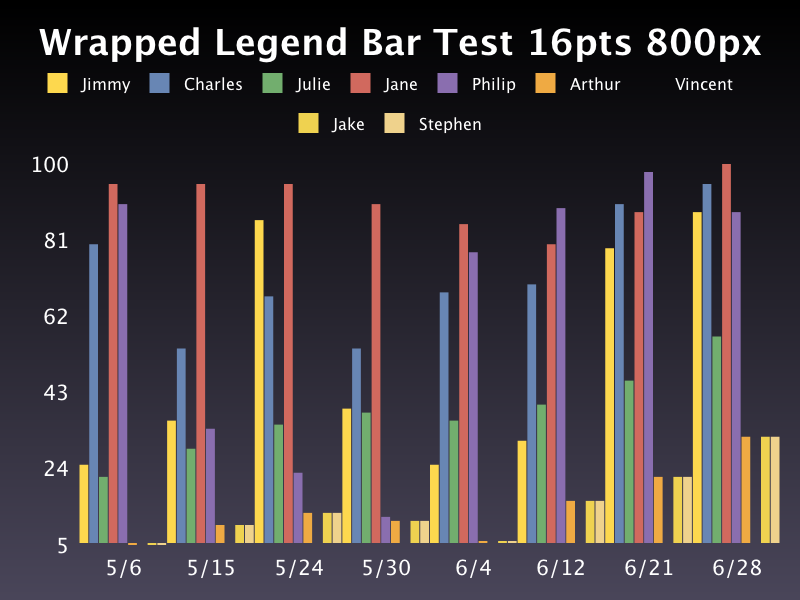 Wrapped Legend Bar Test 16pts 800px
Jimmy Charles Julie Jane Philip Arthur Vincent
Jake Stephen
100
81
62
43
24
5
5/6 5/15 5/24 5/30 6/4 6/12 6/21 6/28